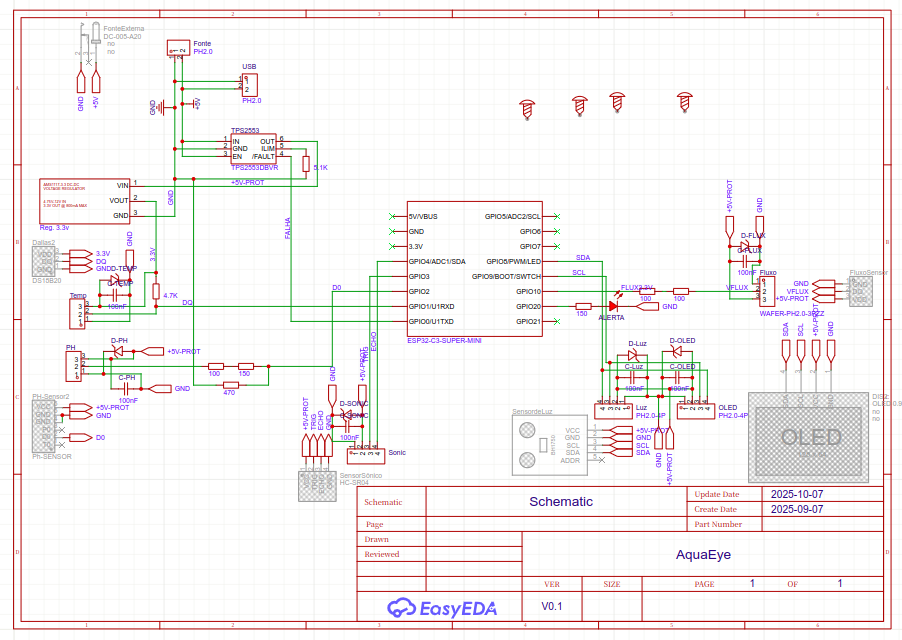 FonteExterna
DC-005-A20
no
no
GND
+5V
Fonte
PH2.0
USB
PH2.0
GND
+5V
TPS2553
IN
GND
EN
OUT
ILIM
/FAULT
TPS2553DBVR
5.1K
+5V-PROT
VIN
VOUT
GND
Reg. 3.3v
GND
FALHA
3.3V
GND
Dallas2
3.3V
DQ
GND
DS15B20
D-TEMP
C-TEMP
100nF
Temp
4.7K
DQ
D0
5V/VBUS
GND
3.3V
GPIO4/ADC1/SDA
GPIO3
GPIO2
GPIO1/U1RXD
GPIO0/U1TXD
GPIO5/ADC2/SCL
GPIO6
GPIO7
GPIO5/PWM/LED
GPIO9/BOOT/SWTCH
GPIO10
GPIO20
GPIO21
ESP32-C3-SUPER-MINI
SDA
SCL
FLUX3.3V
100
100
VFLUX
150
GND
ALERTA
+5V-PROT
GND
D-FLUX
C-FLUX
100nF
Fluxo
WAFER-PH2.0-3PZZ
GND
VFLUX
+5V-PROT
FluxoSensor
PH
D-PH
+5V-PROT
C-PH
100nF
GND
100
150
470
PH-Sensor2
+5V-PROT
GND
D0
Ph-SENSOR
ECHO
TRIG
+5V-PROT
GND
D-SONIC
C-SONIC
100nF
Sonic
+5V-PROT
TRIG
ECHO
GND
SensorSônico
HC-SR04
D-Luz
C-Luz
100nF
Luz
PH2.0-4P
D-OLED
C-OLED
100nF
OLED
PH2.0-4P
SensordeLuz
BH1750
VCC
GND
SCL
SDA
ADDR
+5V-PROT
GND
SCL
SDA
GND
+5V-PROT
SDA
SCL
+5V-PROT
GND
OLED
no
no
Schematic
Schematic
Update Date
2025-10-07
Create Date
2025-09-07
Page
Part Number
Drawn
Reviewed
AquaEye
VER
SIZE
PAGE
1
OF
1
EasyEDA
V0.1